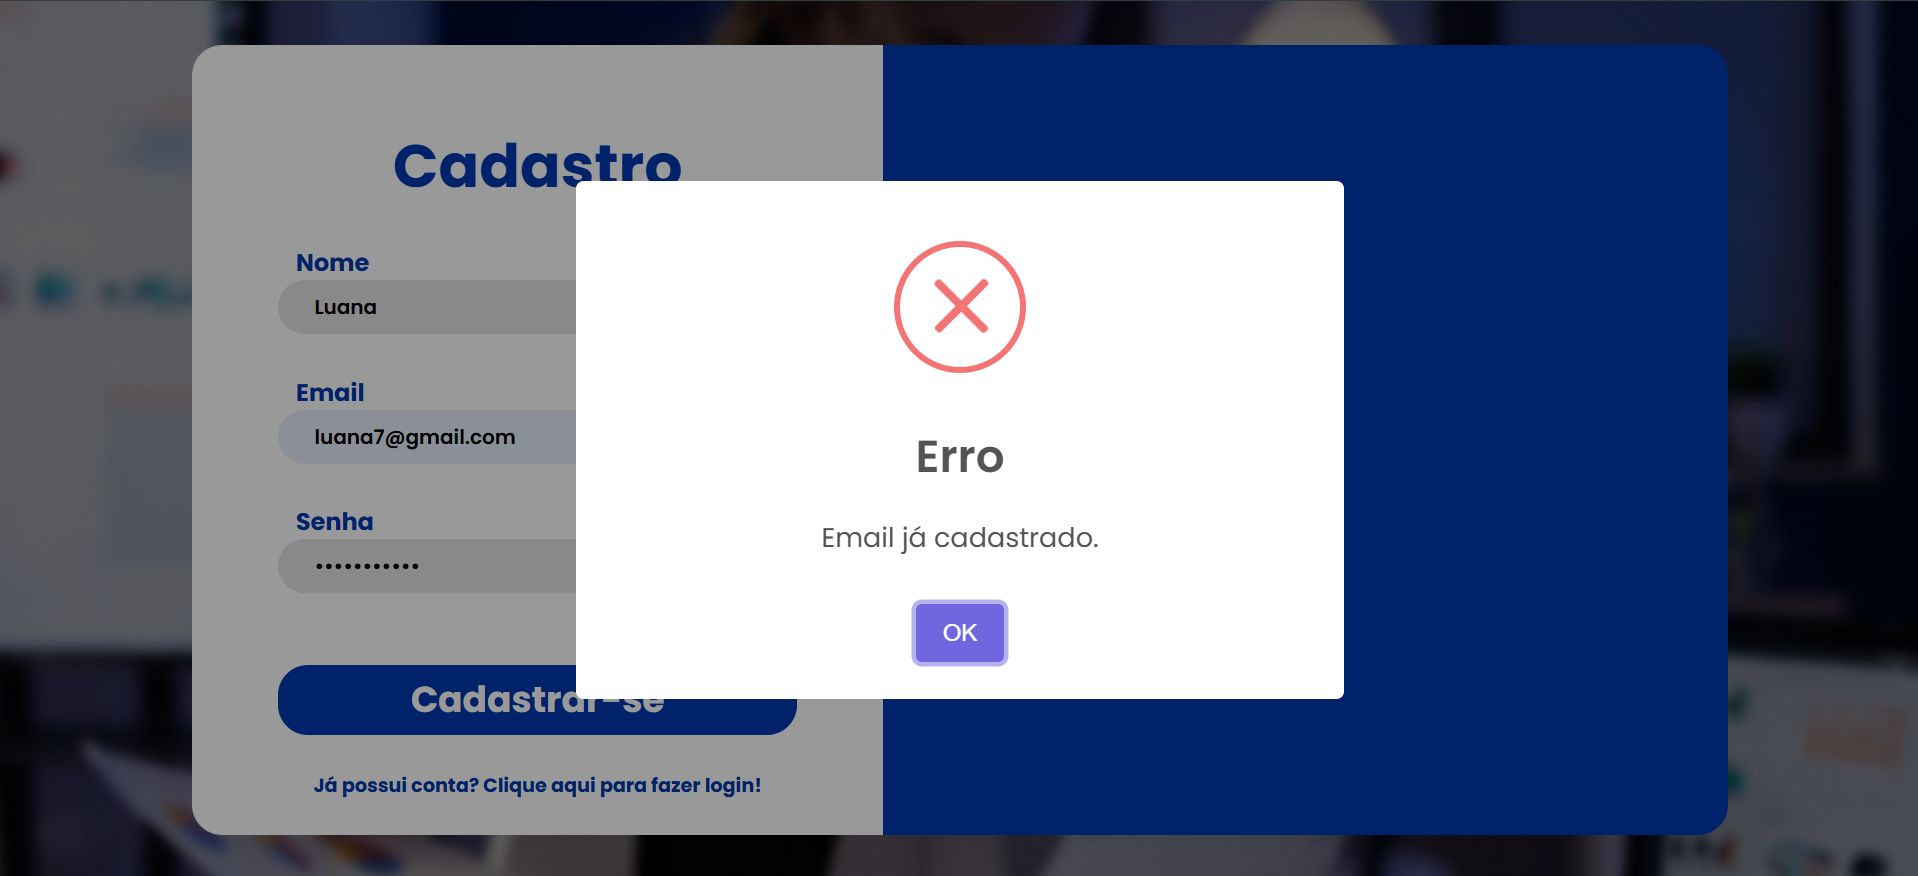 Cadastro
Nome
Luana
Email
luana7@gmail.com
Senha
•••••••••••
Erro
Email já cadastrado.
OK
Cadastrar-se
Já possui conta? Clique aqui para fazer login!